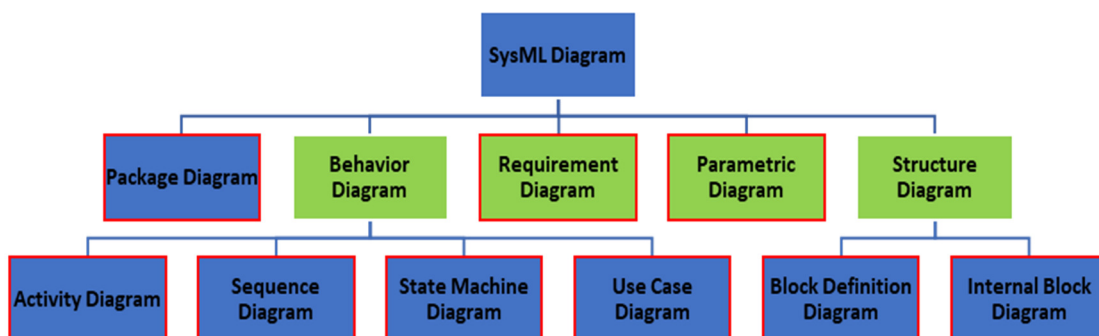 SysML Diagram
Package Diagram
Behavior
Diagram
Requirement
Diagram
Parametric
Diagram
Structure
Diagram
Activity Diagram
Sequence
Diagram
State Machine
Diagram
Use Case
Diagram
Block Definition
Diagram
Internal Block
Diagram